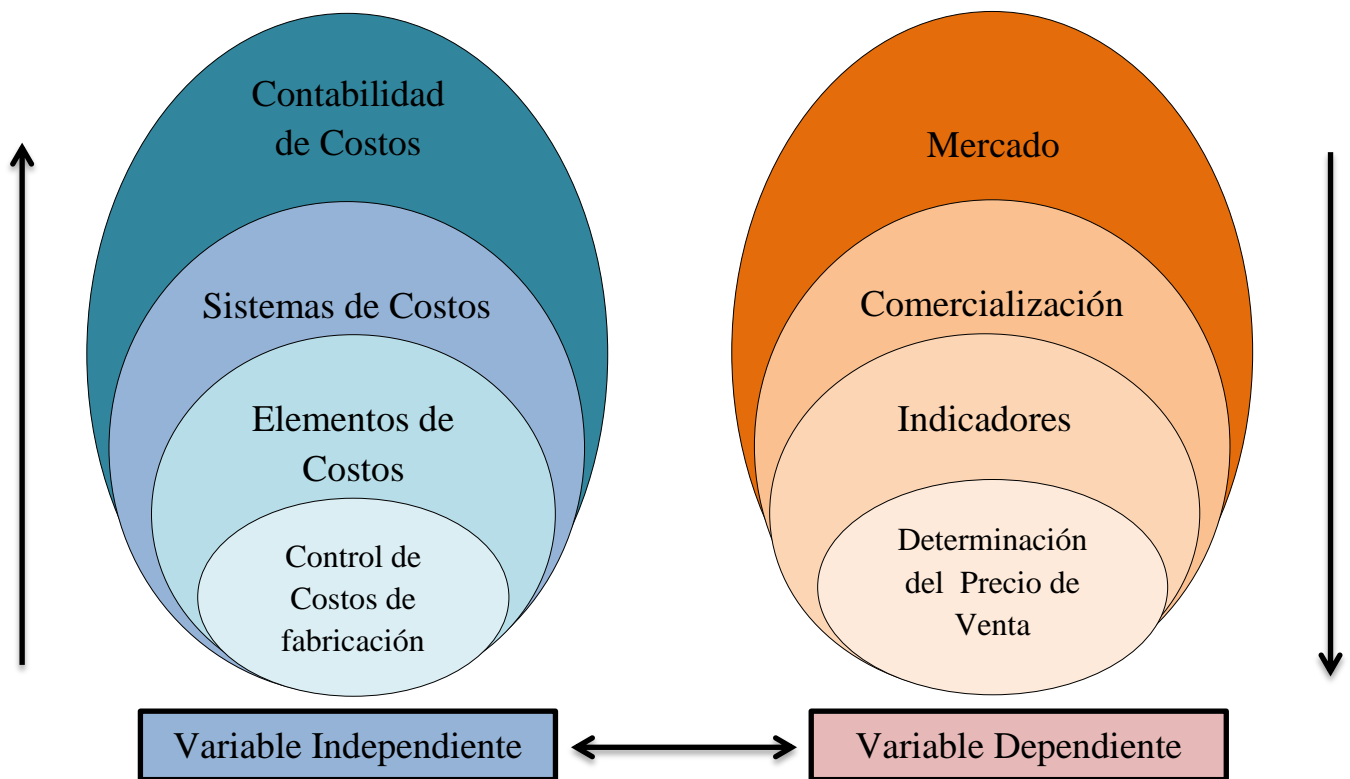 Contabilidad
de Costos
Sistemas de Costos
Elementos de
Costos
Control de
Costos de
fabricación
Variable Independiente
Mercado
Comercialización
Indicadores
Determinación
del Precio de
Venta
Variable Dependiente